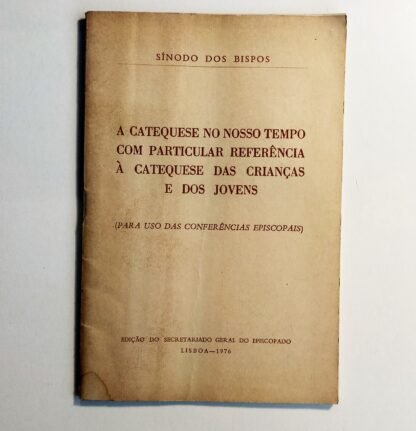 SÍNODO DOS BISPOS
A CATEQUESE NO NOSSO TEMPO
COM PARTICULAR REFERÊNCIA
À CATEQUESE DAS CRIANÇAS
E DOS JOVENS
(PARA USO DAS CONFERÊNCIAS EPISCOPAIS)
EDIÇÃO DO SECRETARIADO GERAL DO EPISCOPADO
LISBOA—1976